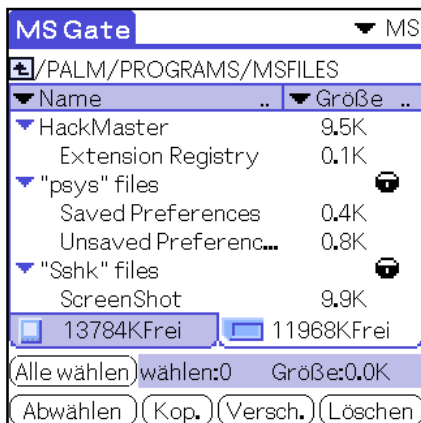 MS Gate MS
/PALM/PROGRAMS/MSFILES
Name .. Größe ..
HackMaster 9.5K
Extension Registry 0.1K
"psys" files
Saved Preferences 0.4K
Unsaved Preferenc... 0.8K
"Sshk" files
ScreenShot 9.9K
13784KFrei 11968KFrei
Alle wählen wählen:0 Größe:0.0K
Abwählen Kop. Versch. Löschen